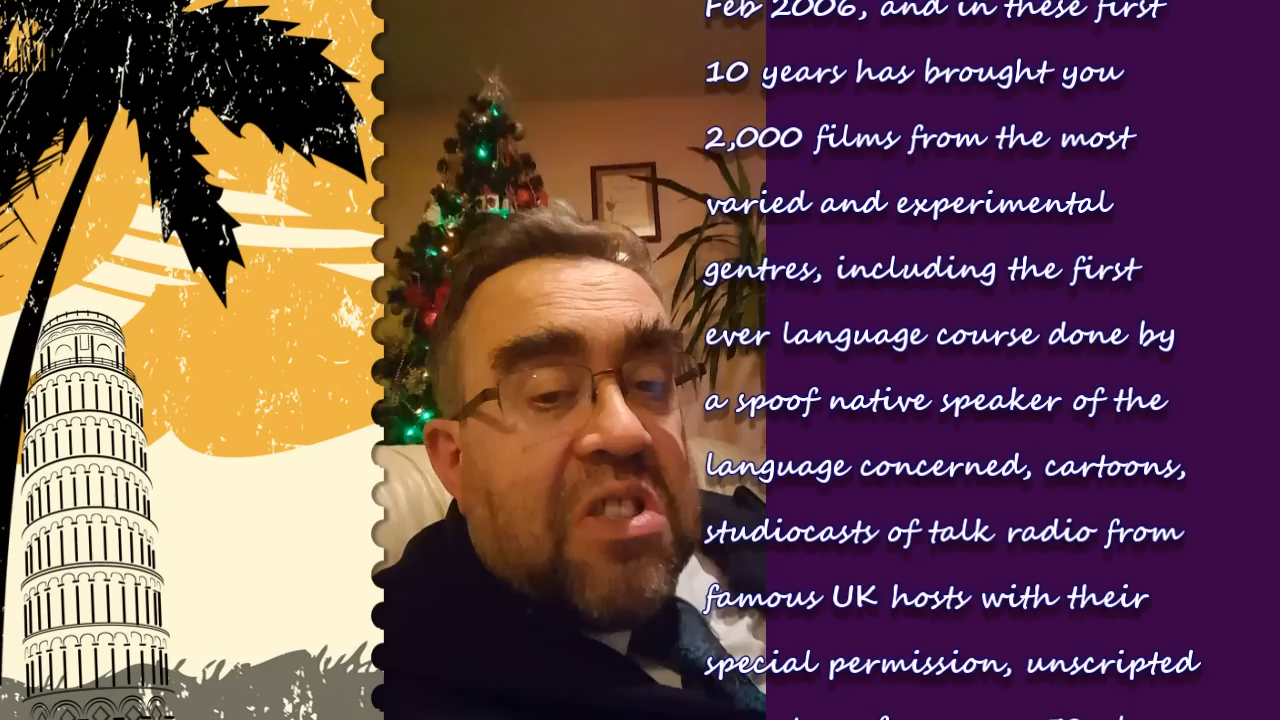 Feb 2006, and in these first
10 years has brought you
2,000 films from the most
varied and experimental
gentres, including the first
ever language course done by
a spoof native speaker of the
language concerned, cartoons,
studiocasts of talk radio from
famous UK hosts with their
special permission, unscripted